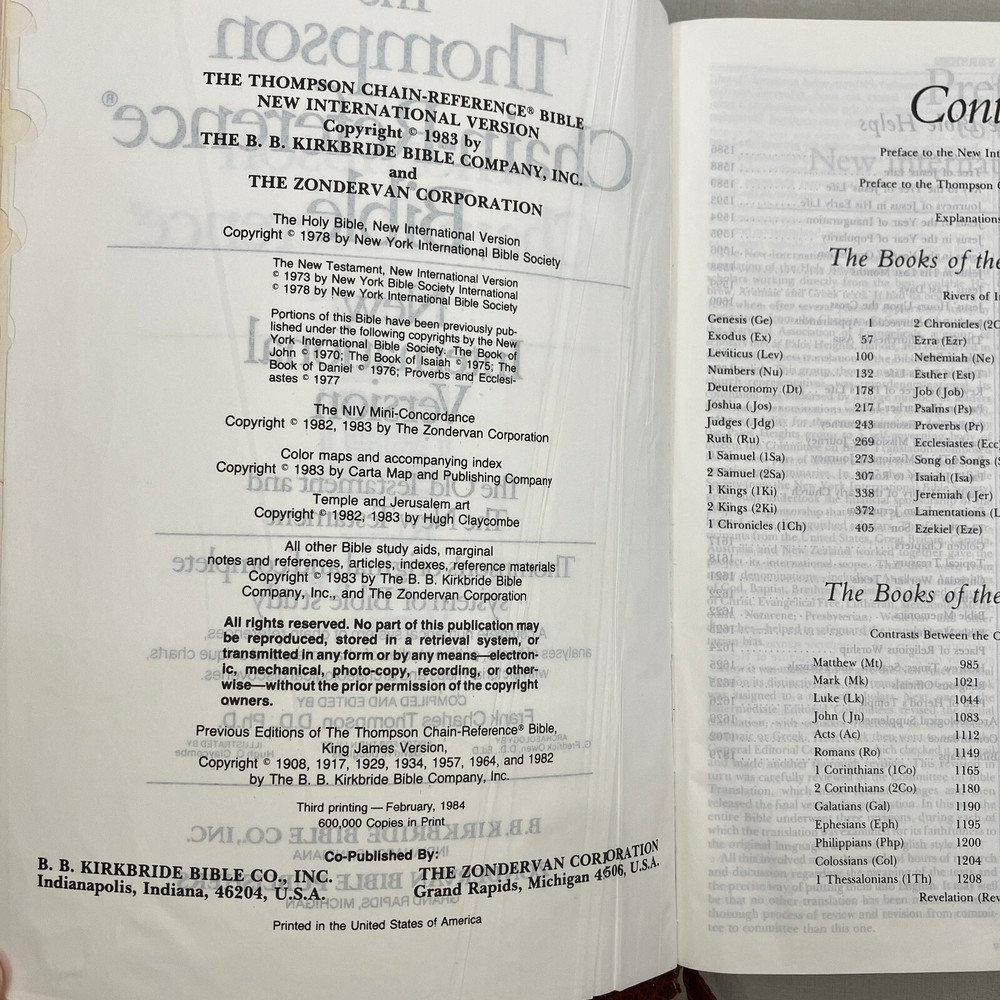 THE THOMPSON CHAIN-REFERENCE® BIBLE
NEW INTERNATIONAL VERSION
Copyright © 1983 by
THE B. B. KIRKBRIDE BIBLE COMPANY, INC.
and
THE ZONDERVAN CORPORATION
The Holy Bible, New International Version
Copyright © 1978 by New York International Bible Society
The New Testament, New International Version
© 1973 by New York Bible Society International
© 1978 by New York International Bible Society
Portions of this Bible have been previously pub-
lished under the following copyrights by the New
York International Bible Society. The Book of
John © 1970; The Book of Isaiah © 1975; The
Book of Daniel © 1976; Proverbs and Ecclesi-
astes © 1977
The NIV Mini-Concordance
Copyright © 1982, 1983 by The Zondervan Corporation
Color maps and accompanying index
Copyright © 1983 by Carta Map and Publishing Company
Temple and Jerusalem art
Copyright © 1982, 1983 by Hugh Claycombe
All other Bible study aids, marginal
notes and references, articles, indexes, reference materials
Copyright © 1983 by The B. B. Kirkbride Bible
Company, Inc., and The Zondervan Corporation
All rights reserved. No part of this publication may
be reproduced, stored in a retrieval system, or
transmitted in any form or by any means—electron-
ic, mechanical, photo-copy, recording, or other-
wise—without the prior permission of the copyright
owners.
Previous Editions of The Thompson Chain-Reference® Bible,
King James Version,
Copyright © 1908, 1917, 1929, 1934, 1957, 1964, and 1982
by The B. B. Kirkbride Bible Company, Inc.
Third printing — February, 1984
600,000 Copies in Print
Co-Published By:
B. B. KIRKBRIDE BIBLE CO., INC. THE ZONDERVAN CORPORATION
Indianapolis, Indiana, 46204, U.S.A. Grand Rapids, Michigan 4506, U.S.A.
Printed in the United States of America
Cont
Preface to the New Int
Preface to the Thompson
Explanations
The Books of the
Rivers of I
Genesis (Ge) 1 2 Chronicles (2C
Exodus (Ex) 57 Ezra (Ezr)
Leviticus (Lev) 100 Nehemiah (Ne)
Numbers (Nu) 132 Esther (Est)
Deuteronomy (Dt) 178 Job (Job)
Joshua (Jos) 217 Psalms (Ps)
Judges (Jdg) 243 Proverbs (Pr)
Ruth (Ru) 269 Ecclesiastes (Ecc
1 Samuel (1Sa) 273 Song of Songs (
2 Samuel (2Sa) 307 Isaiah (Isa)
1 Kings (1Ki) 338 Jeremiah (Jer)
2 Kings (2Ki) 372 Lamentations (L
1 Chronicles (1Ch) 405 Ezekiel (Eze)
The Books of the
Contrasts Between the
Matthew (Mt) 985
Mark (Mk) 1021
Luke (Lk) 1044
John (Jn) 1083
Acts (Ac) 1112
Romans (Ro) 1149
1 Corinthians (1Co) 1165
2 Corinthians (2Co) 1180
Galatians (Gal) 1190
Ephesians (Eph) 1195
Philippians (Php) 1200
Colossians (Col) 1204
1 Thessalonians (1Th) 1208
Revelation (Rev